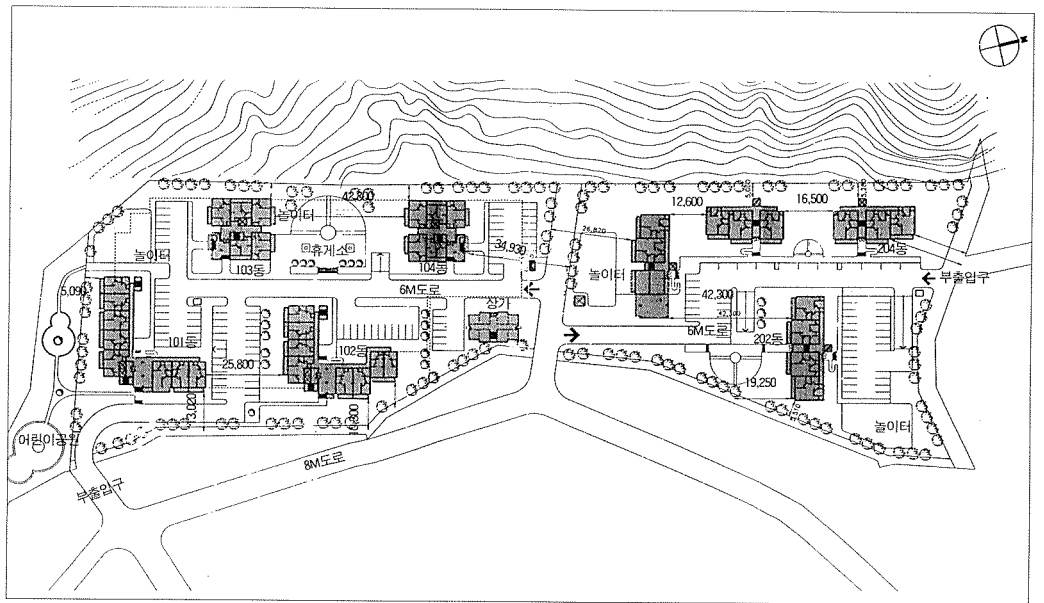 N
42,800
놀이터
휴게소
103동
104동
34,930
놀이터
5,090
6M도로
상가
101동
102동
25,800
3,020
어린이공원
부출입구
8M도로
12,600
16,500
26,820
놀이터
204동
부출입구
42,300
42,300
6M도로
202동
19,250
놀이터